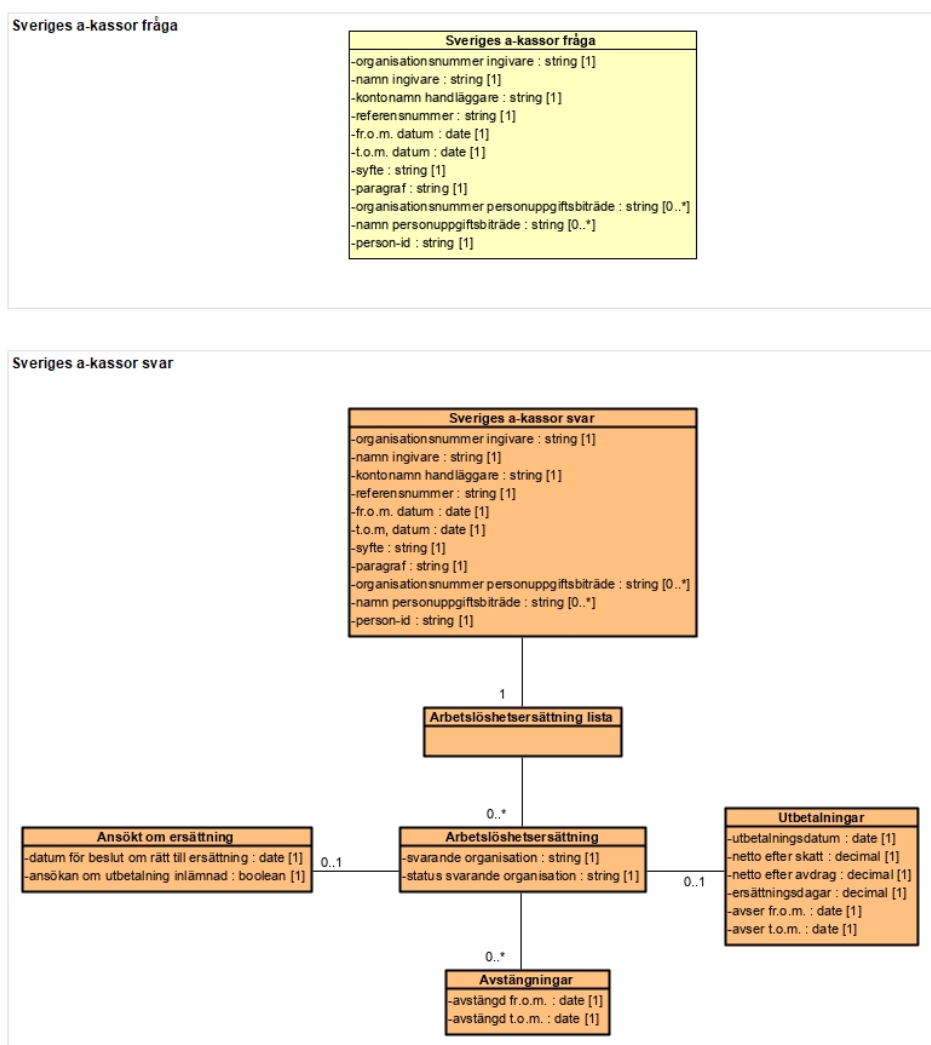 Sveriges a-kassor fråga
Sveriges a-kassor fråga
-organisationsnummer ingivare : string [1]
-namn ingivare : string [1]
-kontonamn handläggare : string [1]
-referensnummer : string [1]
-fr.o.m. datum : date [1]
-t.o.m. datum : date [1]
-syfte : string [1]
-paragraf : string [1]
-organisationsnummer personuppgiftsbiträde : string [0..*]
-namn personuppgiftsbiträde : string [0..*]
-person-id : string [1]
Sveriges a-kassor svar
Sveriges a-kassor svar
-organisationsnummer ingivare : string [1]
-namn ingivare : string [1]
-kontonamn handläggare : string [1]
-referensnummer : string [1]
-fr.o.m. datum : date [1]
-t.o.m, datum : date [1]
-syfte : string [1]
-paragraf : string [1]
-organisationsnummer personuppgiftsbiträde : string [0..*]
-namn personuppgiftsbiträde : string [0..*]
-person-id : string [1]
1
Arbetslöshetsersättning lista
0..*
Ansökt om ersättning
-datum för beslut om rätt till ersättning : date [1]
-ansökan om utbetalning inlämnad : boolean [1]
0..1
Arbetslöshetsersättning
-svarande organisation : string [1]
-status svarande organisation : string [1]
0..1
Utbetalningar
-utbetalningsdatum : date [1]
-netto efter skatt : decimal [1]
-netto efter avdrag : decimal [1]
-ersättningsdagar : decimal [1]
-avser fr.o.m. : date [1]
-avser t.o.m. : date [1]
0..*
Avstängningar
-avstängd fr.o.m. : date [1]
-avstängd t.o.m. : date [1]